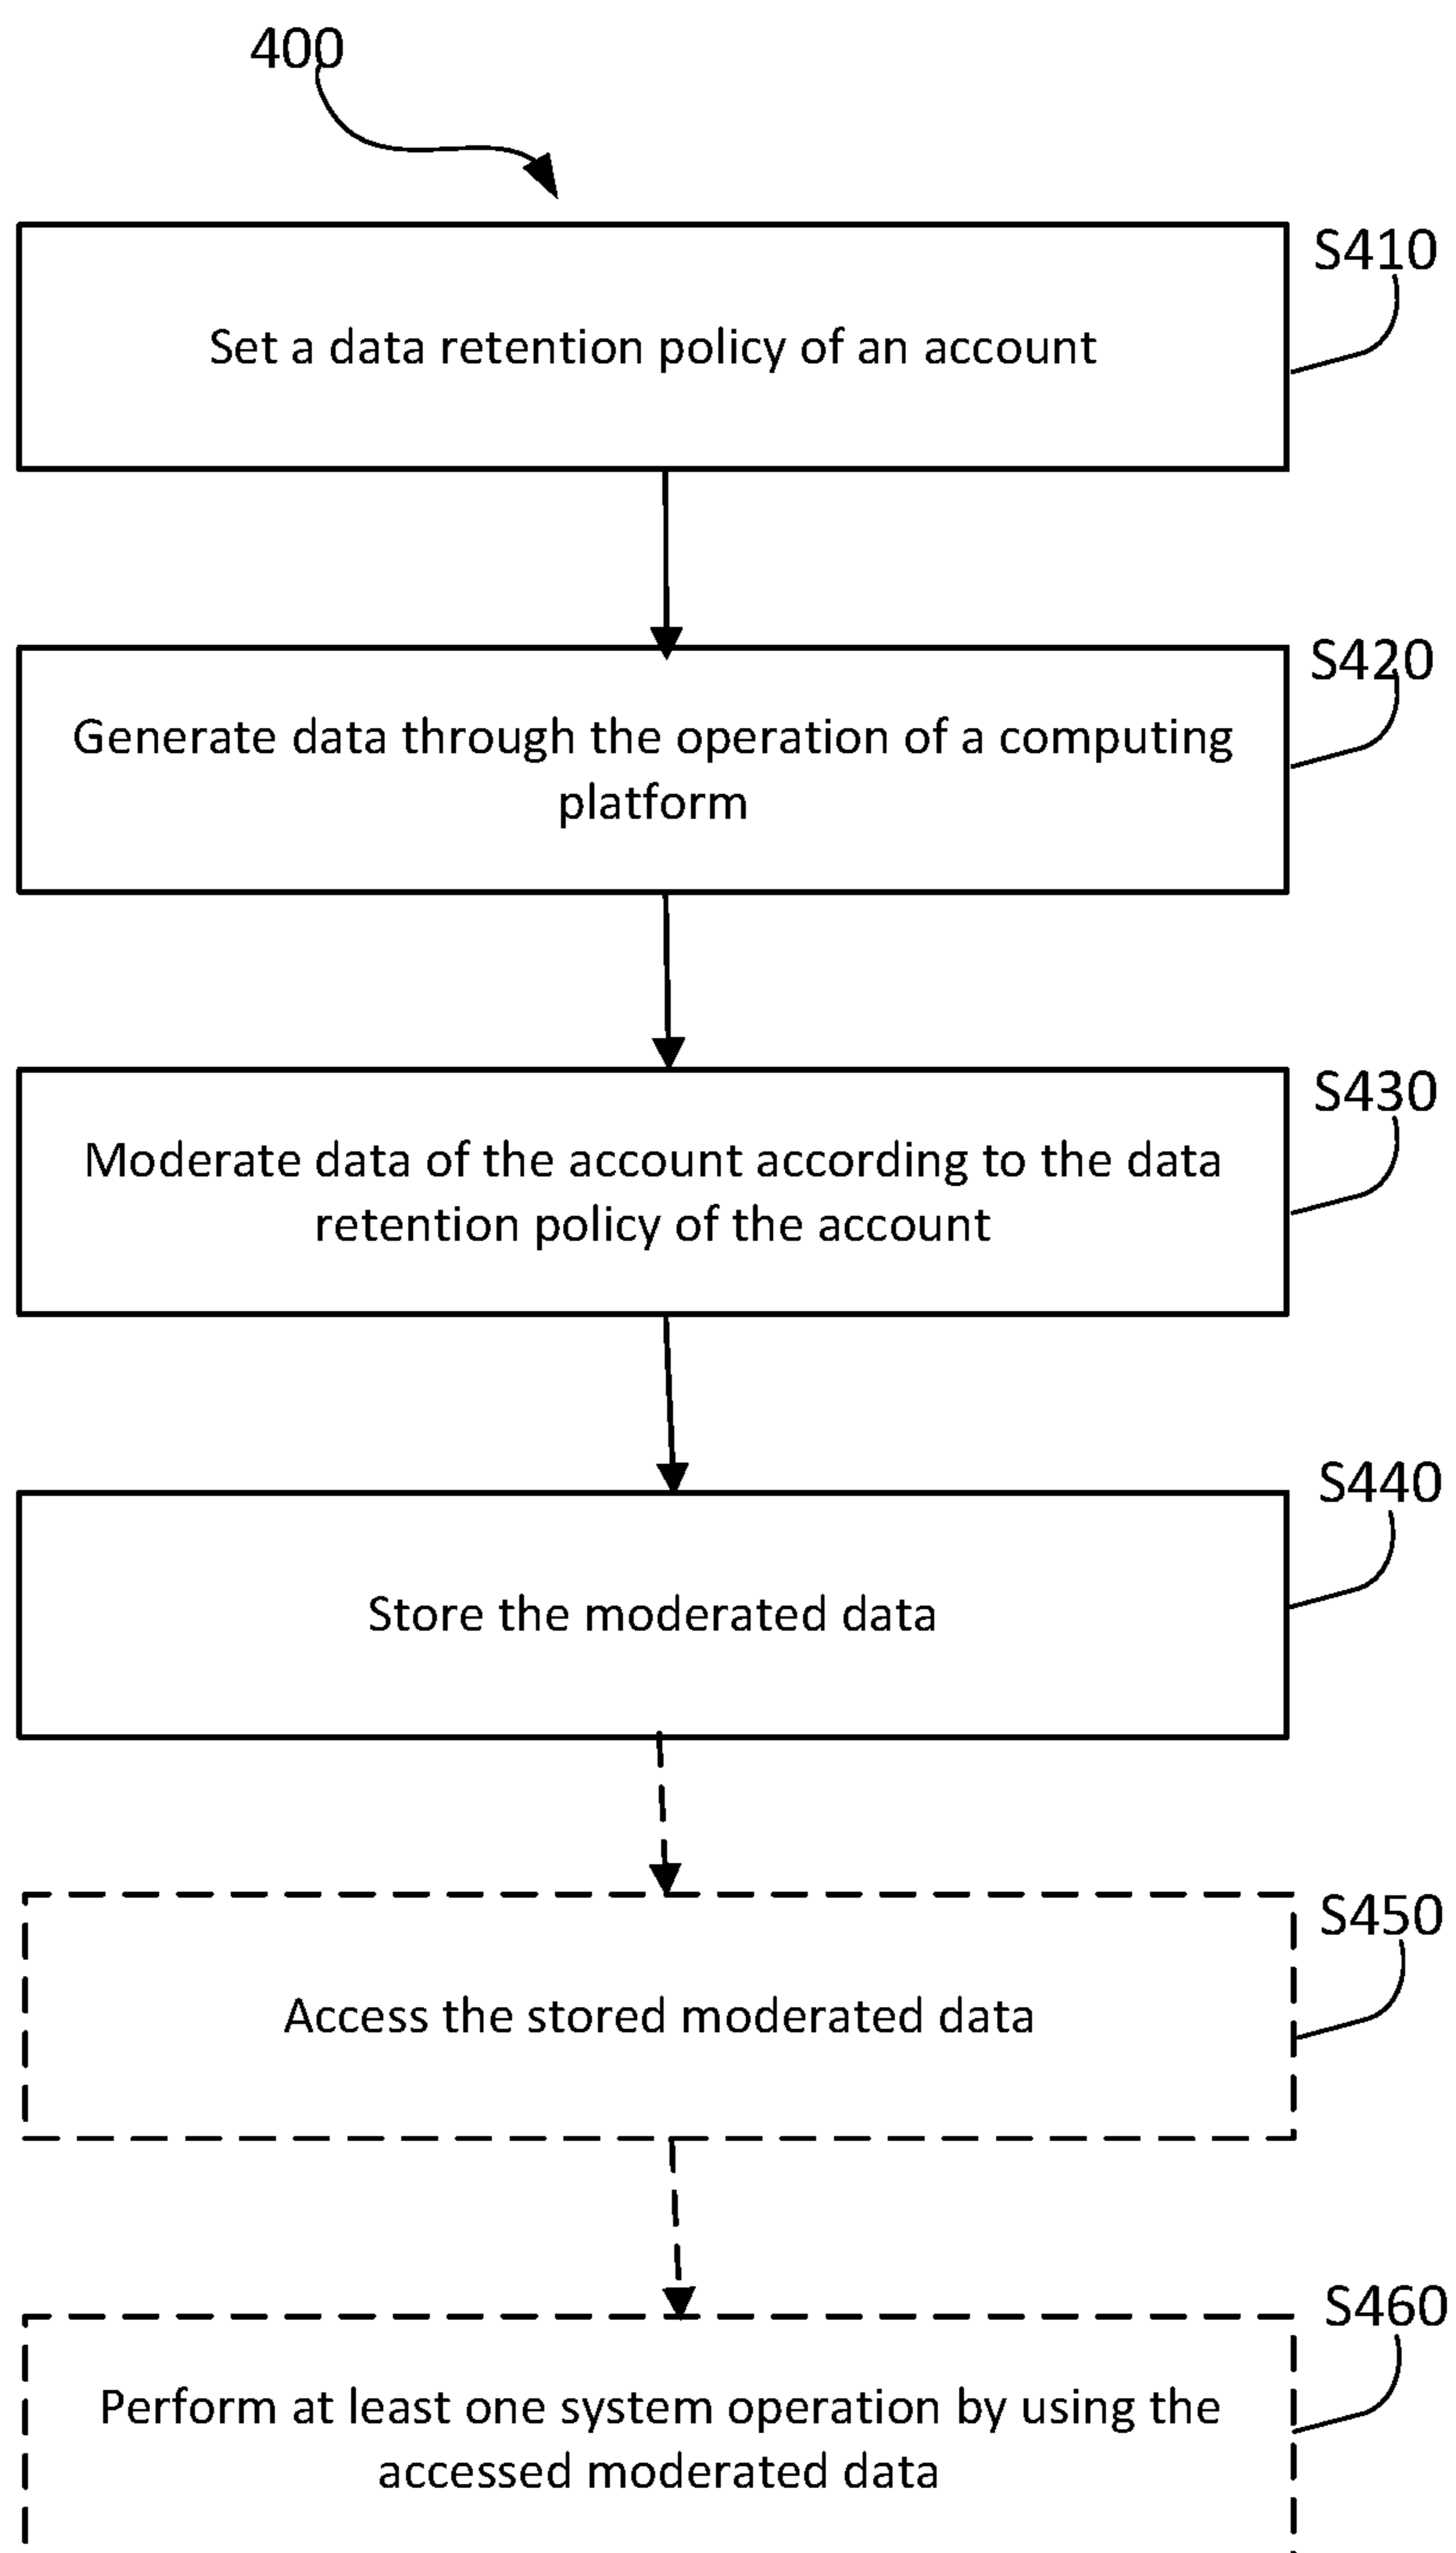 400
S410
Set a data retention policy of an account
S420
Generate data through the operation of a computing
platform
S430
Moderate data of the account according to the data
retention policy of the account
S440
Store the moderated data
S450
Access the stored moderated data
S460
Perform at least one system operation by using the
accessed moderated data